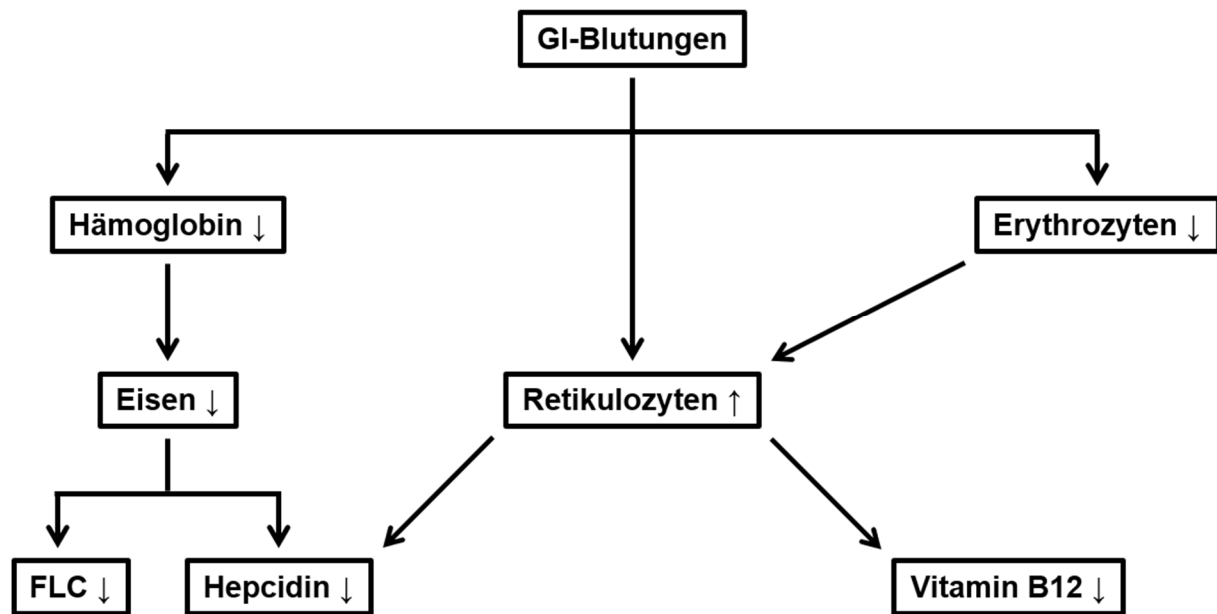 GI-Blutungen
Hämoglobin ↓
Erythrozyten ↓
Eisen ↓
Retikulozyten ↑
FLC ↓
Hepcidin ↓
Vitamin B12 ↓